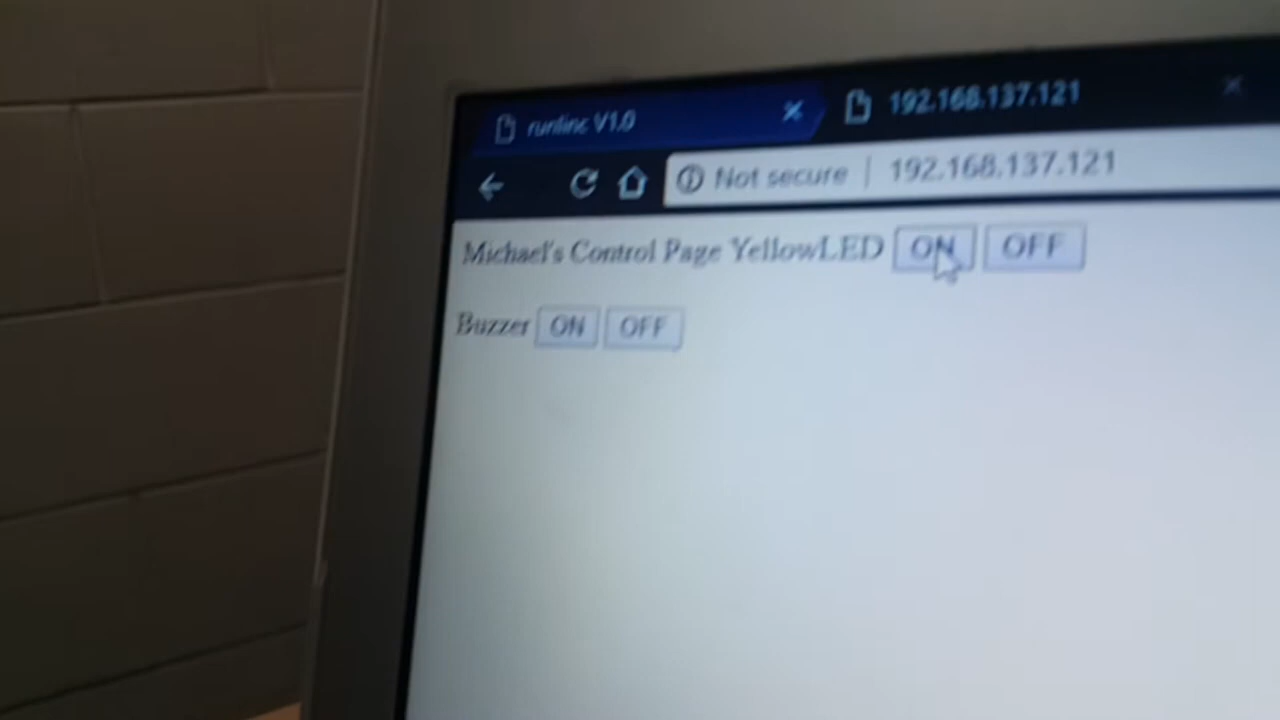 runlinc V1.0
192.168.137.121
Not secure | 192.168.137.121
Michael's Control Page YellowLED ON OFF
Buzzer ON OFF